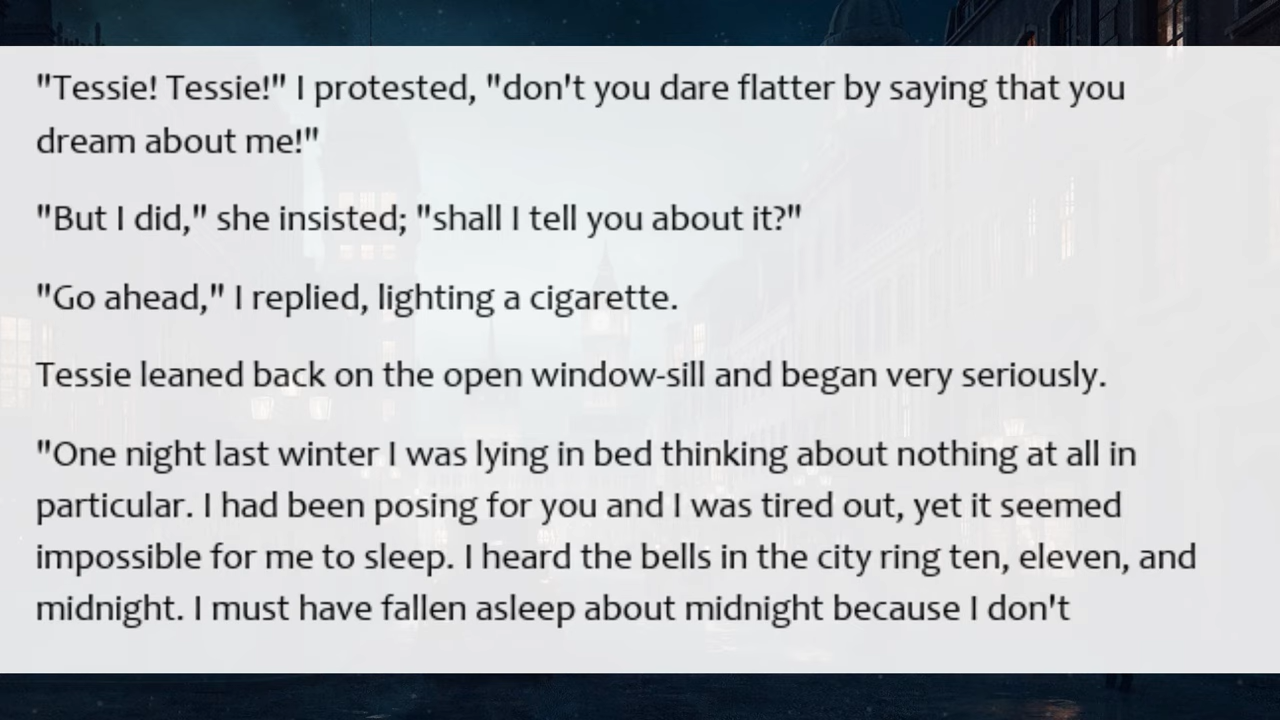 "Tessie! Tessie!" I protested, "don't you dare flatter by saying that you
dream about me!"
"But I did," she insisted; "shall I tell you about it?"
"Go ahead," I replied, lighting a cigarette.
Tessie leaned back on the open window-sill and began very seriously.
"One night last winter I was lying in bed thinking about nothing at all in
particular. I had been posing for you and I was tired out, yet it seemed
impossible for me to sleep. I heard the bells in the city ring ten, eleven, and
midnight. I must have fallen asleep about midnight because I don't